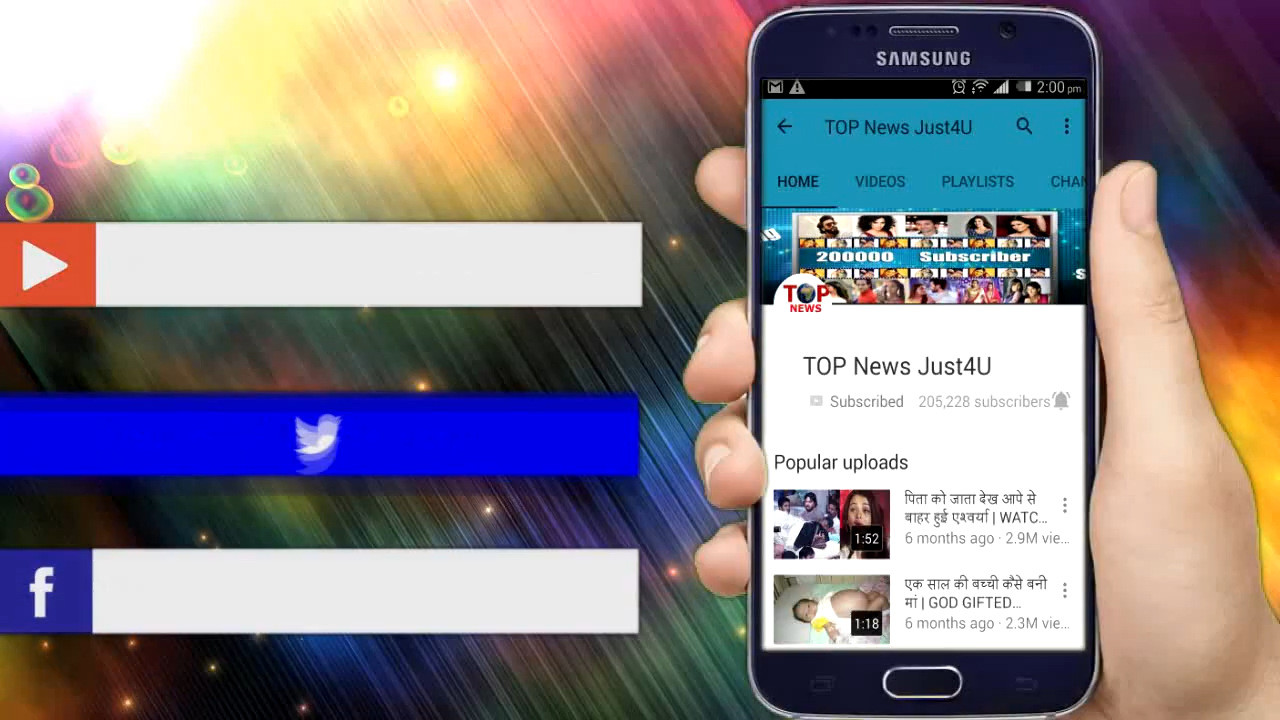 SAMSUNG
2:00 pm
TOP News Just4U
HOME VIDEOS PLAYLISTS CHAN
200000 Subscriber
TOP
NEWS
TOP News Just4U
Subscribed 205,228 subscribers
Popular uploads
पिता को जाता देख आपे से
बाहर हुई एश्वर्या | WATC...
6 months ago · 2.9M vie...
1:52
एक साल की बच्ची कैसे बनी
मां | GOD GIFTED...
6 months ago · 2.3M vie...
1:18
f